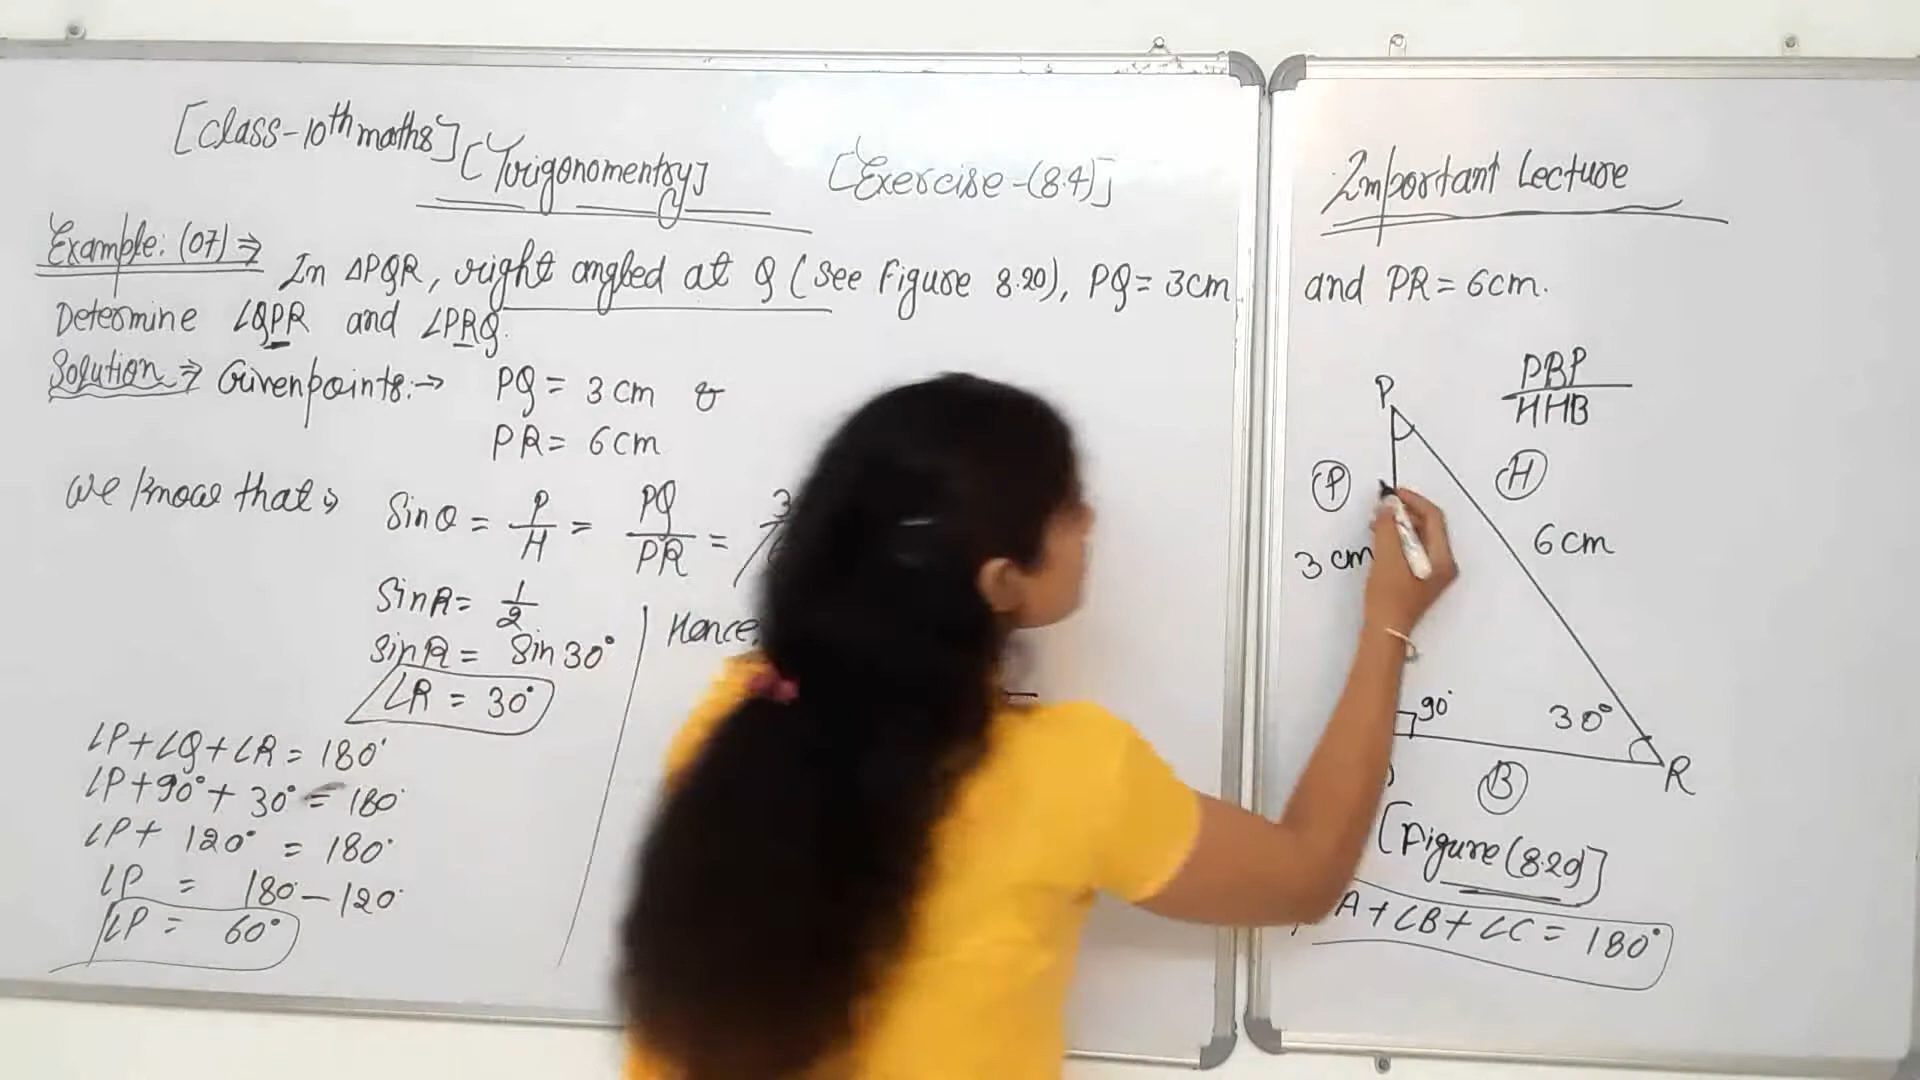 [Class-10th maths] [Trigonomentry] [Exercise-(8.4)]
Important Lecture
Example: (07) ⇒ In ΔPQR, right angled at Q (See Figure 8.20), PQ = 3cm and PR = 6cm.
Determine ∠QPR and ∠PRQ.
Solution ⇒ Given points:→ PQ = 3 cm &
PR = 6 cm
We know that → Sin θ = P/H = PQ/PR =
Sin R = 1/2
Sin R = Sin 30°
∠R = 30°
∠P + ∠Q + ∠R = 180°
∠P + 90° + 30° = 180°
∠P + 120° = 180°
∠P = 180 - 120°
∠P = 60°
Hence,
PBP
HHB
P
P
H
3 cm
6 cm
90°
30°
R
B
[Figure (8.20)]
A + ∠B + ∠C = 180°